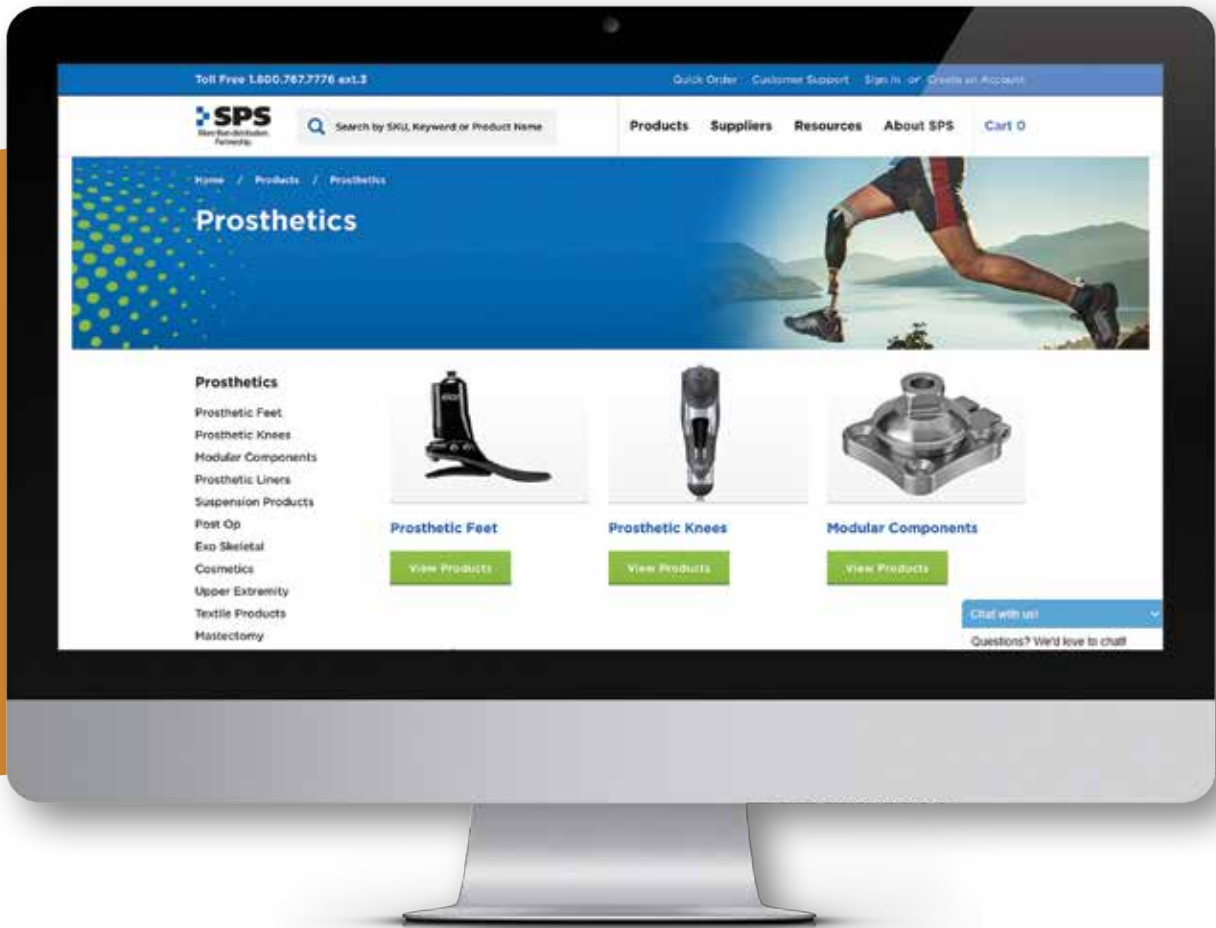 Toll Free 1.800.767.7776 ext.3
Quick Order Customer Support Sign In or Create an Account
SPS
More than distribution.
Partnership.
Search by SKU, Keyword or Product Name
Products Suppliers Resources About SPS Cart 0
Home / Products / Prosthetics
Prosthetics
Prosthetics
Prosthetic Feet
Prosthetic Knees
Modular Components
Prosthetic Liners
Suspension Products
Post Op
Exo Skeletal
Cosmetics
Upper Extremity
Textile Products
Mastectomy
Prosthetic Feet
View Products
Prosthetic Knees
View Products
Modular Components
View Products
Chat with us!
Questions? We'd love to chat!